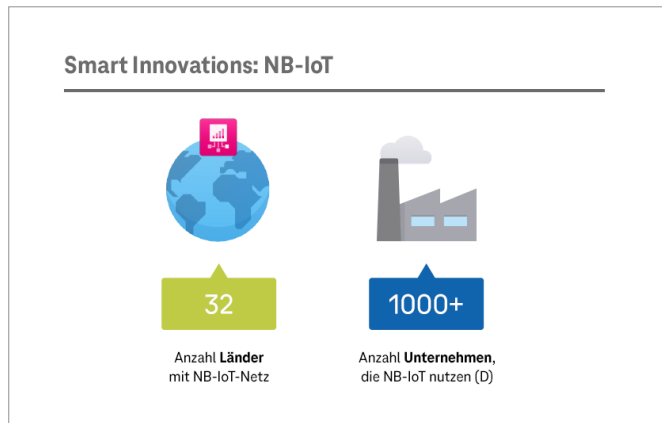 Smart Innovations: NB-IoT
32
1000+
Anzahl Länder
mit NB-IoT-Netz
Anzahl Unternehmen,
die NB-IoT nutzen (D)